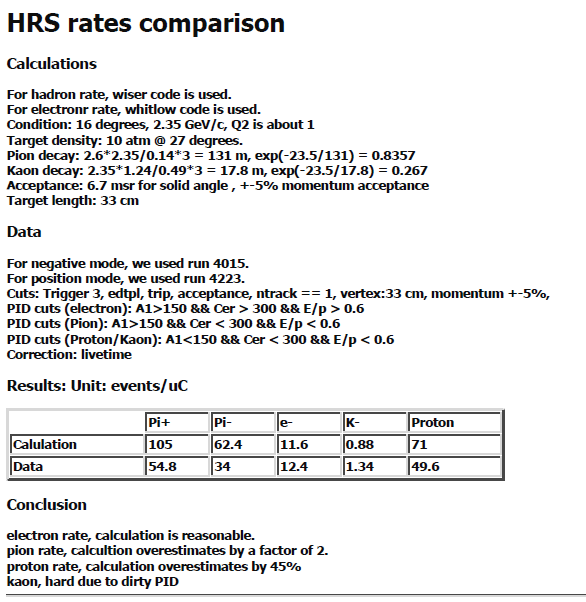 HRS rates comparison
Calculations
For hadron rate, wiser code is used.
For electronr rate, whitlow code is used.
Condition: 16 degrees, 2.35 GeV/c, Q2 is about 1
Target density: 10 atm @ 27 degrees.
Pion decay: 2.6*2.35/0.14*3 = 131 m, exp(-23.5/131) = 0.8357
Kaon decay: 2.35*1.24/0.49*3 = 17.8 m, exp(-23.5/17.8) = 0.267
Acceptance: 6.7 msr for solid angle , +-5% momentum acceptance
Target length: 33 cm
Data
For negative mode, we used run 4015.
For position mode, we used run 4223.
Cuts: Trigger 3, edtpl, trip, acceptance, ntrack == 1, vertex:33 cm, momentum +-5%,
PID cuts (electron): A1>150 && Cer > 300 && E/p > 0.6
PID cuts (Pion): A1>150 && Cer < 300 && E/p < 0.6
PID cuts (Proton/Kaon): A1<150 && Cer < 300 && E/p < 0.6
Correction: livetime
Results: Unit: events/uC
Pi+ Pi- e- K- Proton
Calulation 105 62.4 11.6 0.88 71
Data 54.8 34 12.4 1.34 49.6
Conclusion
electron rate, calculation is reasonable.
pion rate, calcultion overestimates by a factor of 2.
proton rate, calculation overestimates by 45%
kaon, hard due to dirty PID